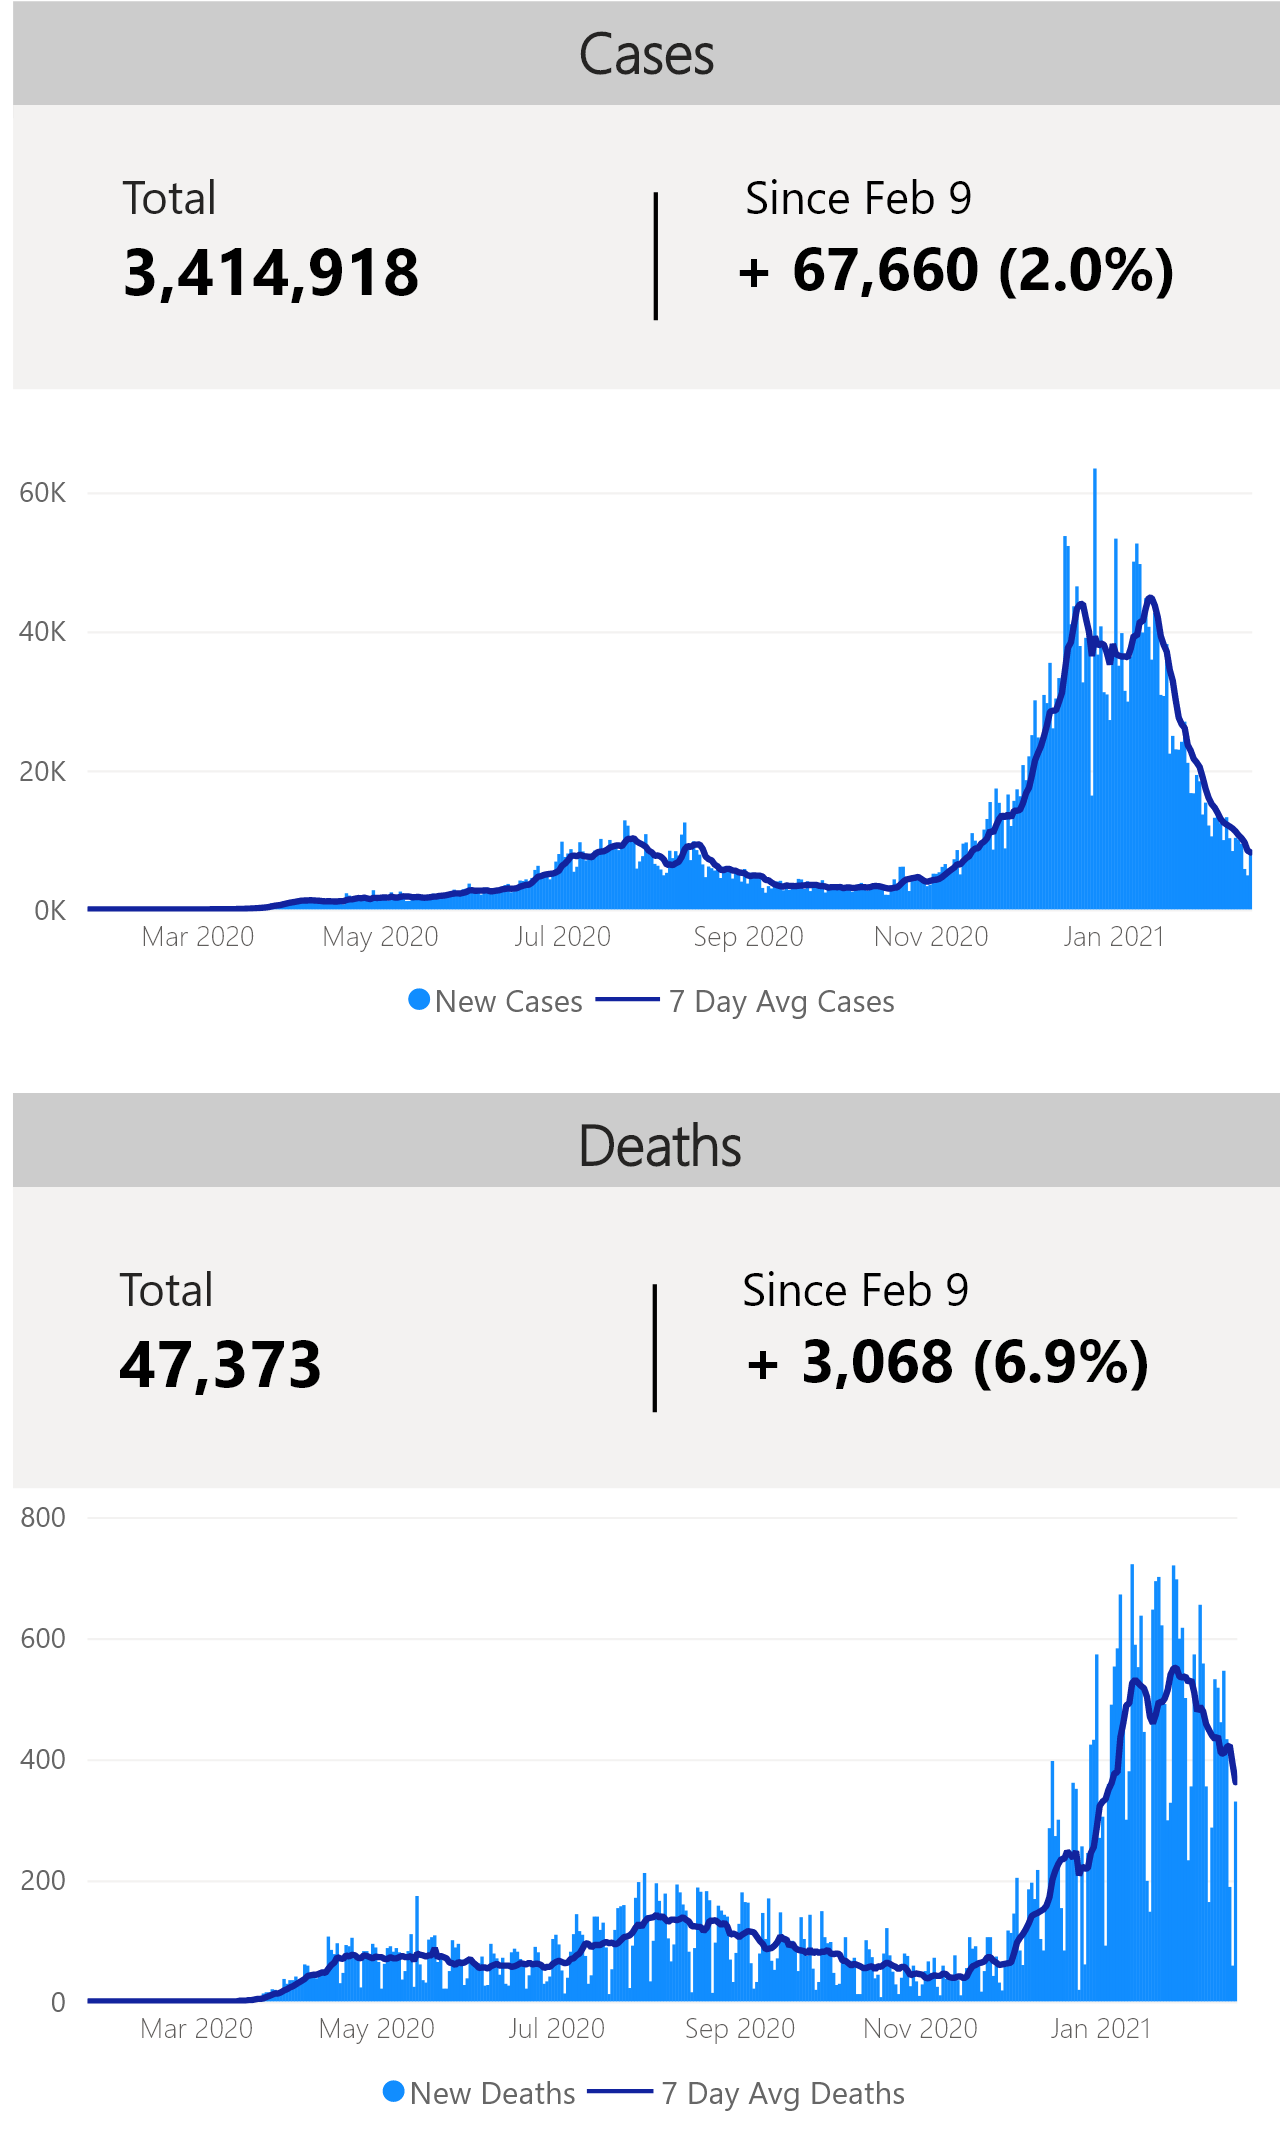 Cases
Total
Since Feb 9
3,414,918
+ 67,660 (2.0%)
60K
40K
20K
0K
Mar 2020 May 2020 Jul 2020 Sep 2020 Nov 2020 Jan 2021
New Cases 7 Day Avg Cases
Deaths
Total
Since Feb 9
47,373
+ 3,068 (6.9%)
800
600
400
200
0
Mar 2020 May 2020 Jul 2020 Sep 2020 Nov 2020 Jan 2021
New Deaths 7 Day Avg Deaths